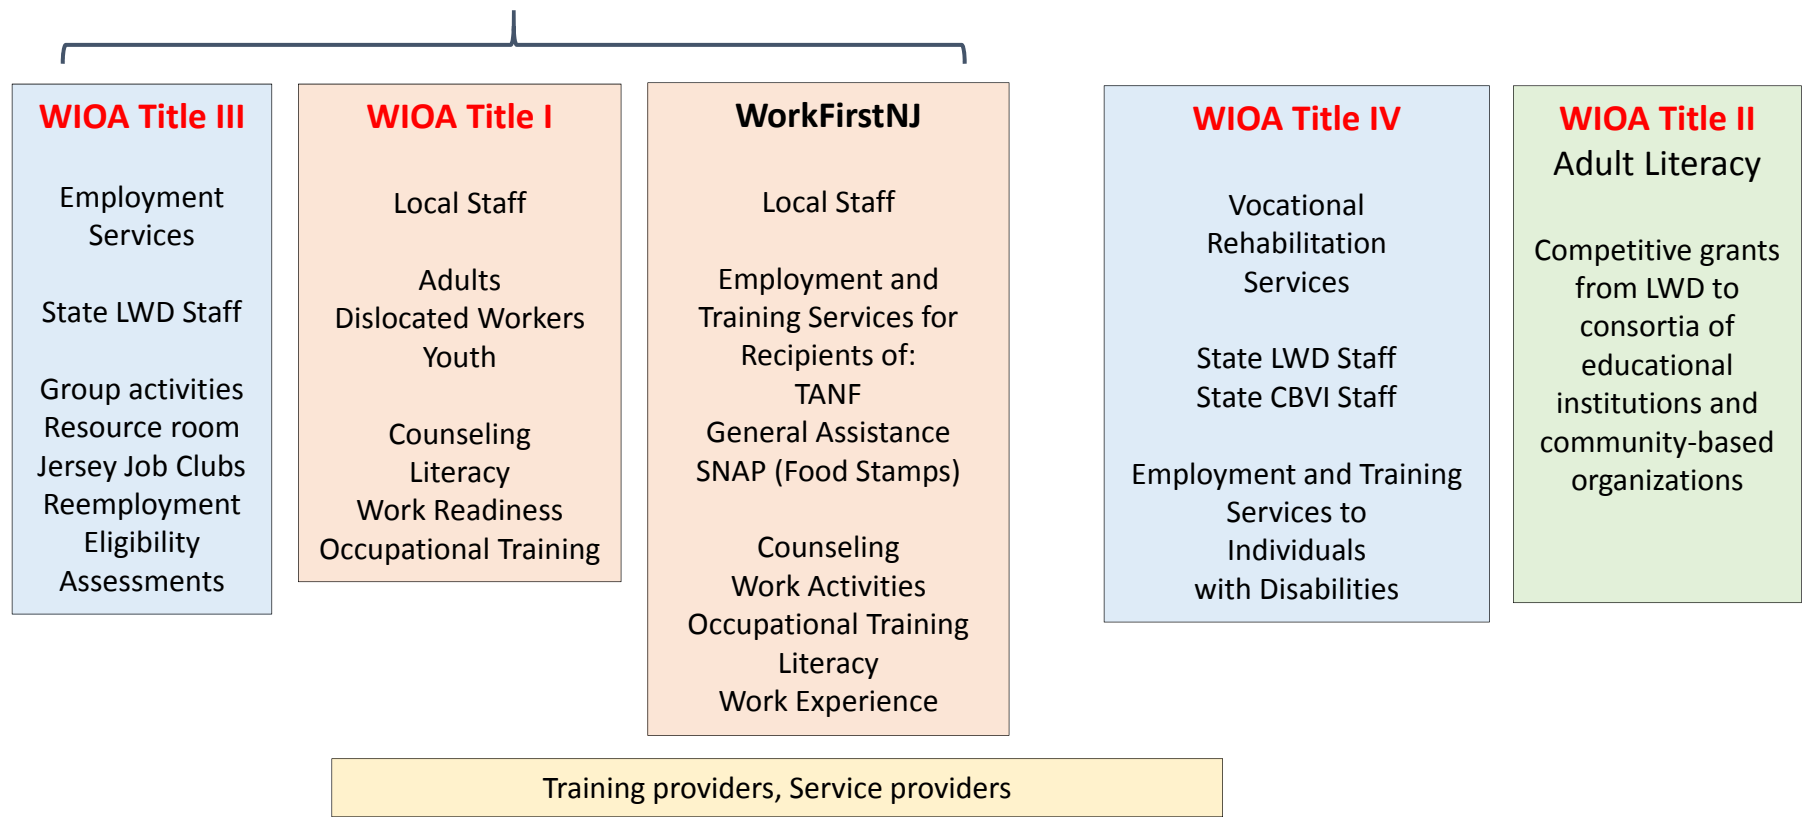 WIOA Title III
Employment
Services
State LWD Staff
Group activities
Resource room
Jersey Job Clubs
Reemployment
Eligibility
Assessments
WIOA Title I
Local Staff
Adults
Dislocated Workers
Youth
Counseling
Literacy
Work Readiness
Occupational Training
WorkFirstNJ
Local Staff
Employment and
Training Services for
Recipients of:
TANF
General Assistance
SNAP (Food Stamps)
Counseling
Work Activities
Occupational Training
Literacy
Work Experience
WIOA Title IV
Vocational
Rehabilitation
Services
State LWD Staff
State CBVI Staff
Employment and Training
Services to
Individuals
with Disabilities
WIOA Title II
Adult Literacy
Competitive grants
from LWD to
consortia of
educational
institutions and
community-based
organizations
Training providers, Service providers